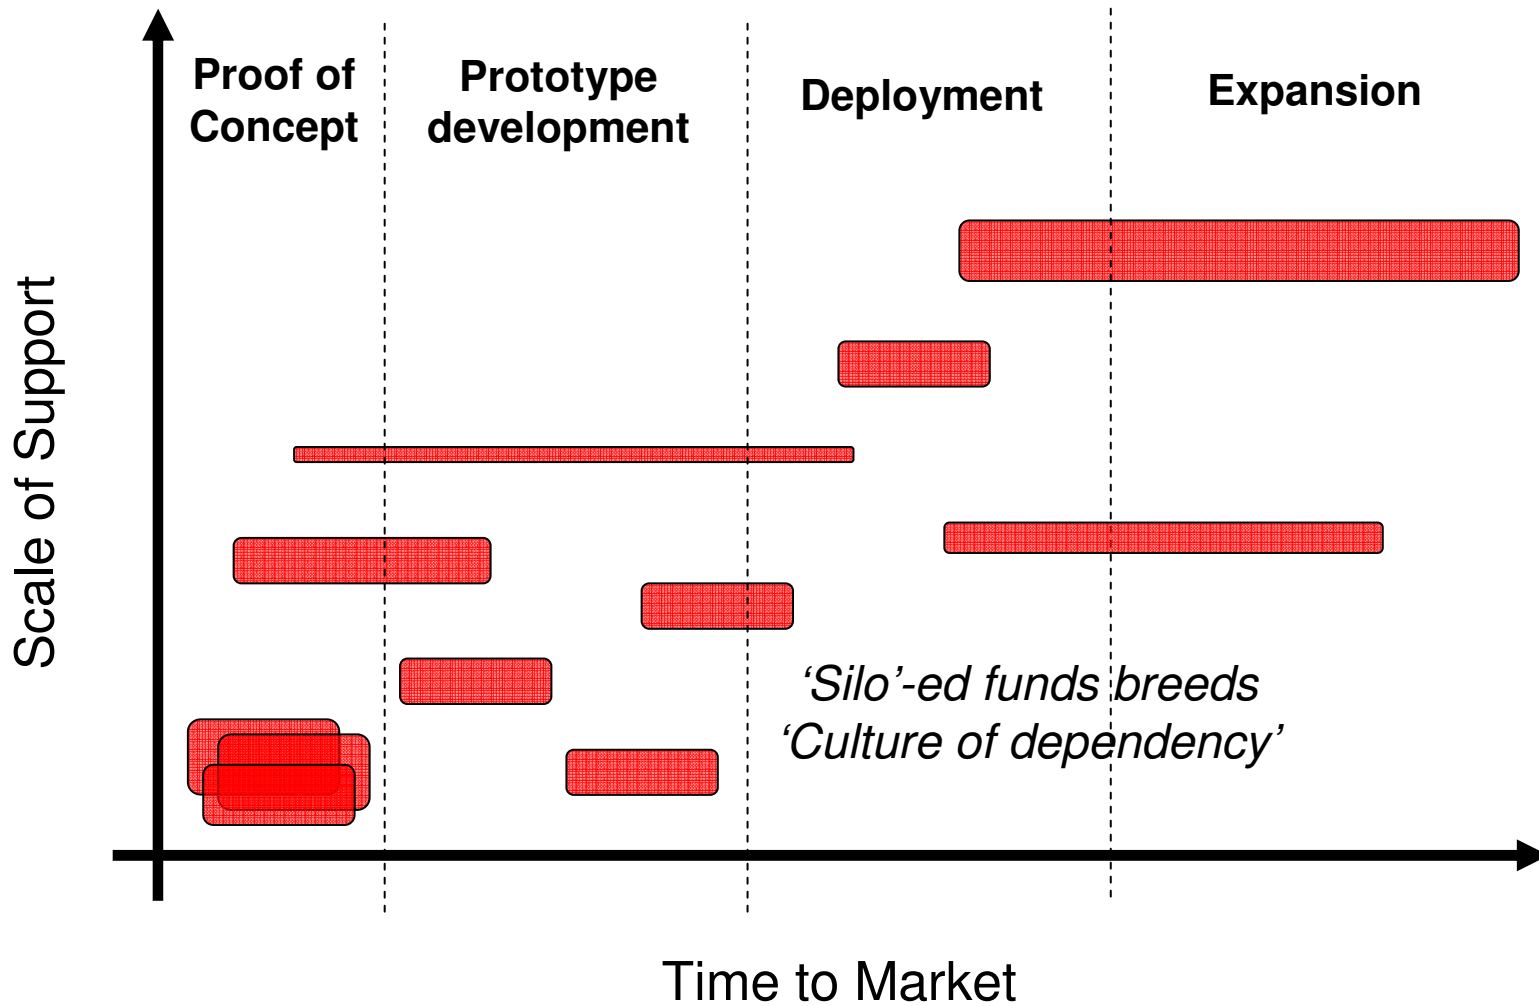 Proof of
Concept
Prototype
development
Deployment
Expansion
Scale of Support
‘Silo’-ed funds breeds
‘Culture of dependency’
Time to Market